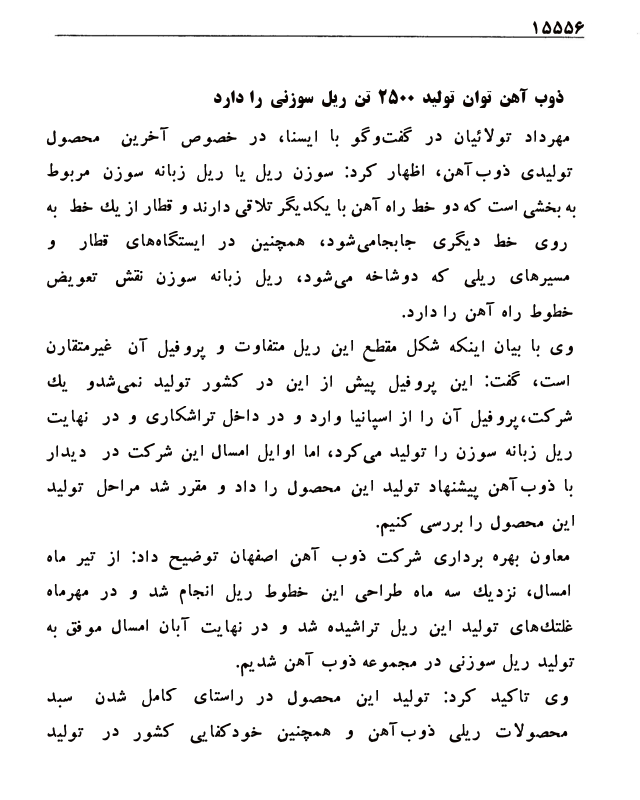 ۱۵۵۵۶
ذوب آهن توان تولید ۲۵۰۰ تن ریل سوزنی را دارد
مهرداد تولائیان در گفت‌وگو با ایسنا، در خصوص آخرین محصول
تولیدی ذوب‌آهن، اظهار کرد: سوزن ریل یا ریل زبانه سوزن مربوط
به بخشی است که دو خط راه آهن با یکدیگر تلاقی دارند و قطار از یك خط به
روی خط دیگری جابجامی‌شود، همچنین در ایستگاه‌های قطار و
مسیرهای ریلی که دوشاخه می‌شود، ریل زبانه سوزن نقش تعویض
خطوط راه آهن را دارد.
وی با بیان اینکه شکل مقطع این ریل متفاوت و پروفیل آن غیرمتقارن
است، گفت: این پروفیل پیش از این در کشور تولید نمی‌شدو یك
شرکت،پروفیل آن را از اسپانیا وارد و در داخل تراشکاری و در نهایت
ریل زبانه سوزن را تولید می‌کرد، اما اوایل امسال این شرکت در دیدار
با ذوب‌آهن پیشنهاد تولید این محصول را داد و مقرر شد مراحل تولید
این محصول را بررسی کنیم.
معاون بهره برداری شرکت ذوب آهن اصفهان توضیح داد: از تیر ماه
امسال، نزدیك سه ماه طراحی این خطوط ریل انجام شد و در مهرماه
غلتك‌های تولید این ریل تراشیده شد و در نهایت آبان امسال موفق به
تولید ریل سوزنی در مجموعه ذوب آهن شدیم.
وی تاکید کرد: تولید این محصول در راستای کامل شدن سبد
محصولات ریلی ذوب‌آهن و همچنین خودکفایی کشور در تولید